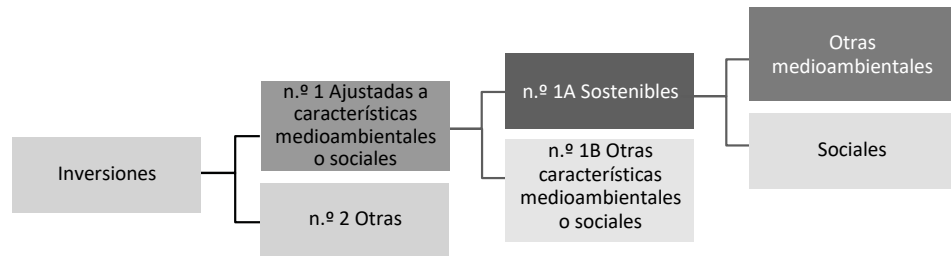 Inversiones
n.º 1 Ajustadas a
características
medioambientales
o sociales
n.º 2 Otras
n.º 1A Sostenibles
n.º 1B Otras
características
medioambientales
o sociales
Otras
medioambientales
Sociales